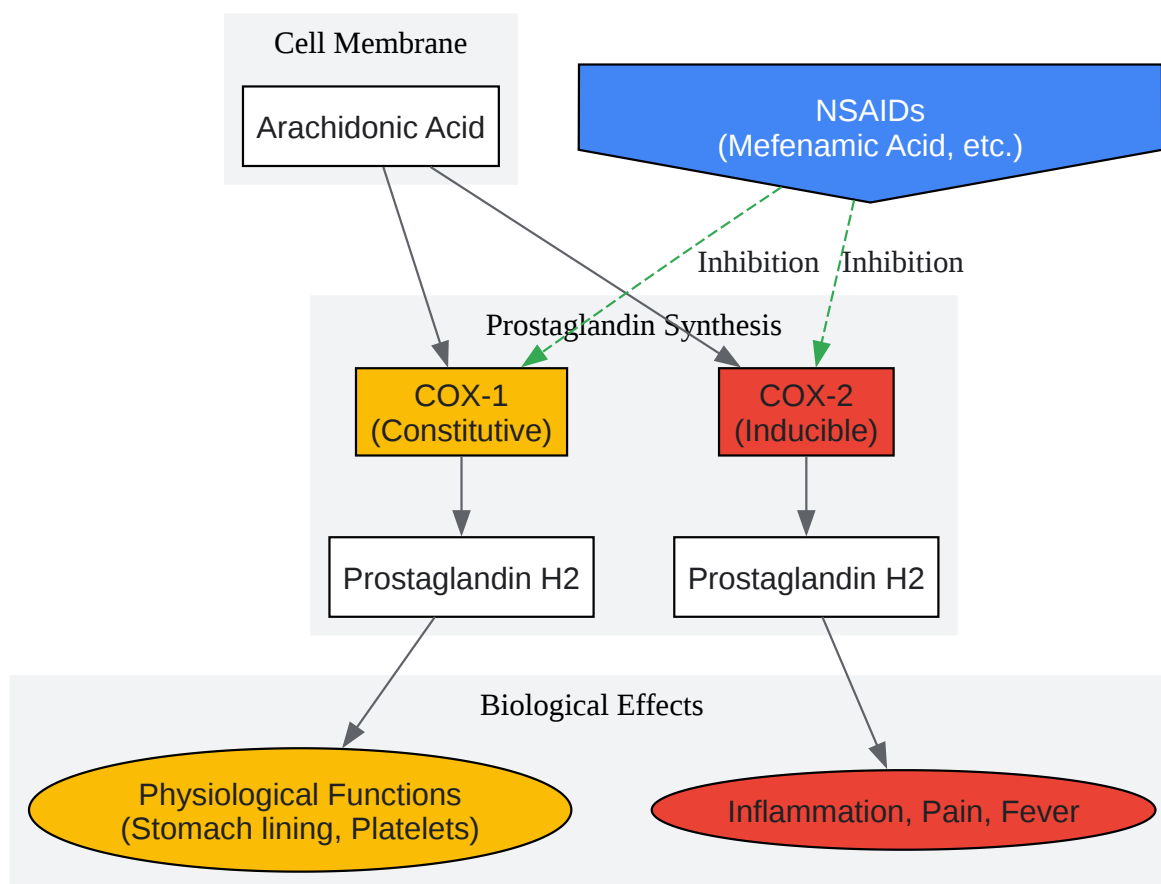 Cell Membrane
Arachidonic Acid
NSAIDs
(Mefenamic Acid, etc.)
Inhibition
Inhibition
Prostaglandin Synthesis
COX-1
(Constitutive)
COX-2
(Inducible)
Prostaglandin H2
Prostaglandin H2
Biological Effects
Physiological Functions
(Stomach lining, Platelets)
Inflammation, Pain, Fever